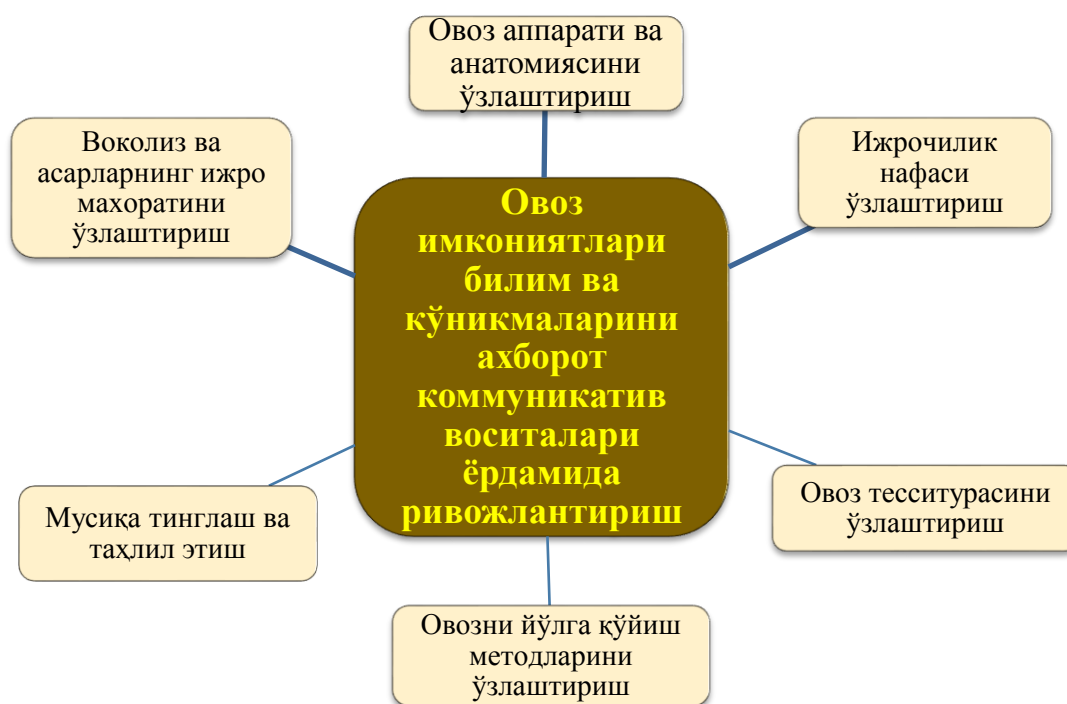 Овоз аппарати ва
анатомиясини
ўзлаштириш
Воколиз ва
асарларнинг ижро
махоратини
ўзлаштириш
Ижрочилик
нафаси
ўзлаштириш
Овоз
имкониятлари
билим ва
кўникмаларини
ахборот
коммуникатив
воситалари
ёрдамида
ривожлантириш
Мусиқа тинглаш ва
таҳлил этиш
Овоз тесситурасини
ўзлаштириш
Овозни йўлга қўйиш
методларини
ўзлаштириш